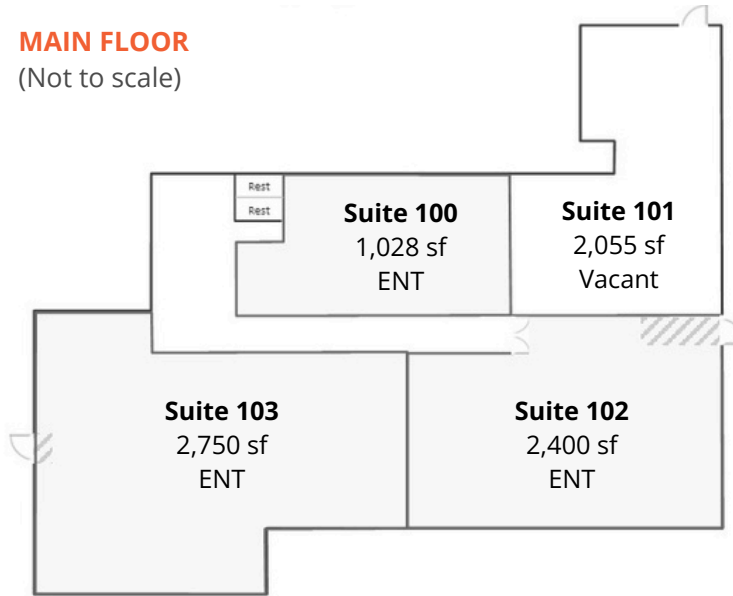 MAIN FLOOR
(Not to scale)
Rest
Rest
Suite 100
1,028 sf
ENT
Suite 101
2,055 sf
Vacant
Suite 103
2,750 sf
ENT
Suite 102
2,400 sf
ENT